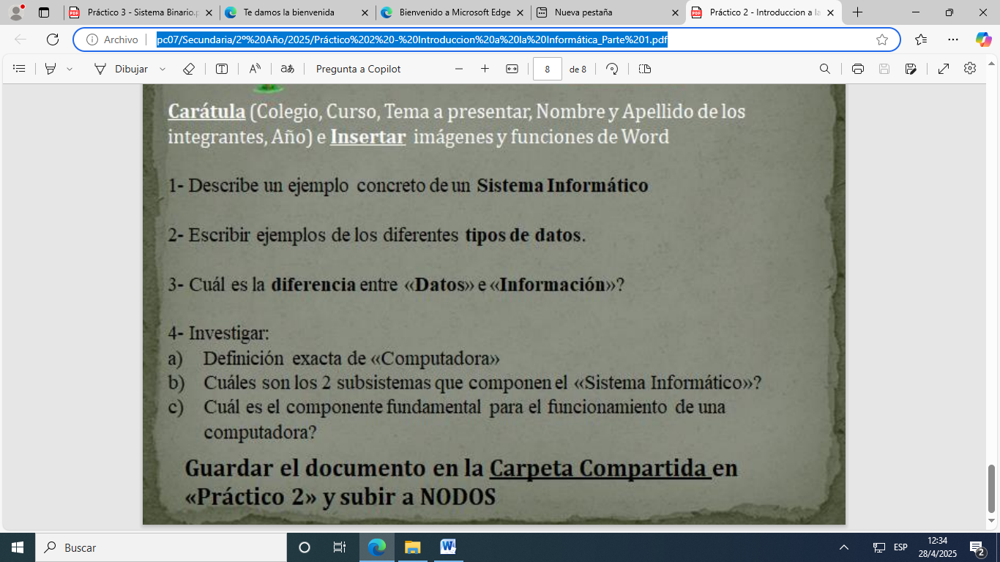 Práctico 3 - Sistema Binario.p
Te damos la bienvenida
Bienvenido a Microsoft Edge
Nueva pestaña
Práctico 2 - Introduccion a la
Archivo
pc07/Secundaria/2º%20Año/2025/Práctico%202%20-%20Introduccion%20a%20la%20Informática_Parte%201.pdf
Dibujar
Pregunta a Copilot
8
de 8
Carátula (Colegio, Curso, Tema a presentar, Nombre y Apellido de los
integrantes, Año) e Insertar imágenes y funciones de Word
1- Describe un ejemplo concreto de un Sistema Informático
2- Escribir ejemplos de los diferentes tipos de datos.
3- Cuál es la diferencia entre «Datos» e «Información»?
4- Investigar:
a) Definición exacta de «Computadora»
b) Cuáles son los 2 subsistemas que componen el «Sistema Informático»?
c) Cuál es el componente fundamental para el funcionamiento de una
computadora?
Guardar el documento en la Carpeta Compartida en
«Práctico 2» y subir a NODOS
Buscar
ESP
12:34
28/4/2025
2